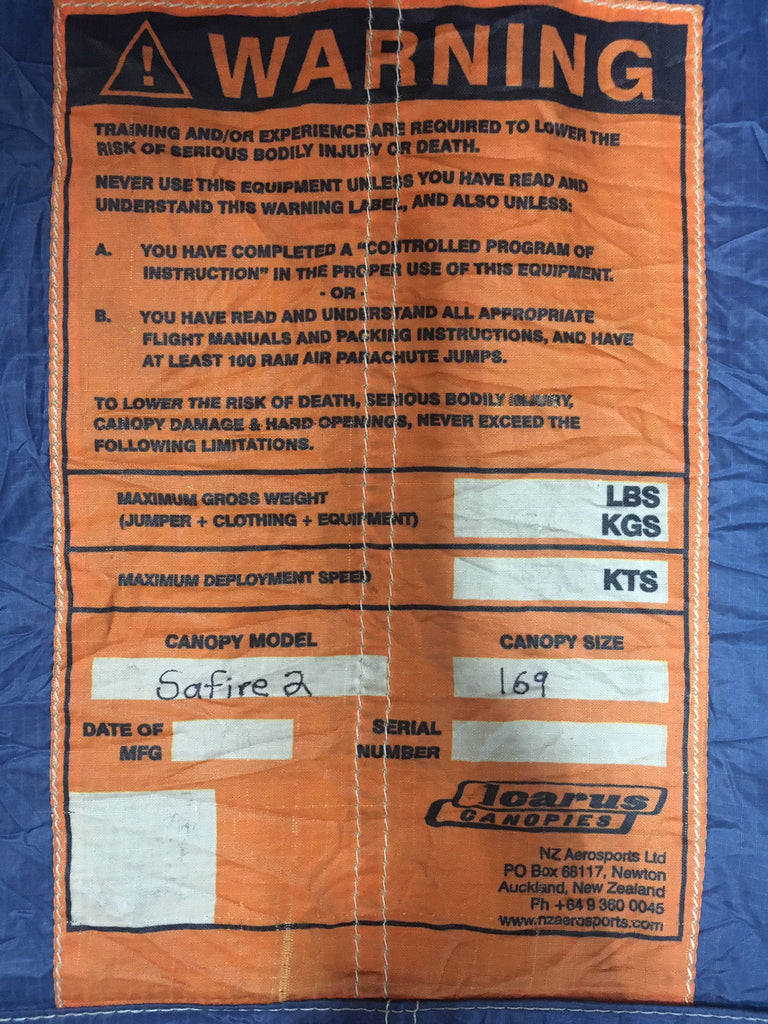 ! WARNING
TRAINING AND/OR EXPERIENCE ARE REQUIRED TO LOWER THE
RISK OF SERIOUS BODILY INJURY OR DEATH.
NEVER USE THIS EQUIPMENT UNLESS YOU HAVE READ AND
UNDERSTAND THIS WARNING LABEL, AND ALSO UNLESS:
A. YOU HAVE COMPLETED A "CONTROLLED PROGRAM OF
INSTRUCTION" IN THE PROPER USE OF THIS EQUIPMENT.
- OR -
B. YOU HAVE READ AND UNDERSTAND ALL APPROPRIATE
FLIGHT MANUALS AND PACKING INSTRUCTIONS, AND HAVE
AT LEAST 100 RAM AIR PARACHUTE JUMPS.
TO LOWER THE RISK OF DEATH, SERIOUS BODILY INJURY,
CANOPY DAMAGE & HARD OPENINGS, NEVER EXCEED THE
FOLLOWING LIMITATIONS.
MAXIMUM GROSS WEIGHT LBS
(JUMPER + CLOTHING + EQUIPMENT) KGS
MAXIMUM DEPLOYMENT SPEED KTS
CANOPY MODEL CANOPY SIZE
Safire 2 169
DATE OF SERIAL
MFG NUMBER
Icarus
CANOPIES
NZ Aerosports Ltd
PO Box 68117, Newton
Auckland, New Zealand
Ph +64 9 360 0045
www.nzaerosports.com